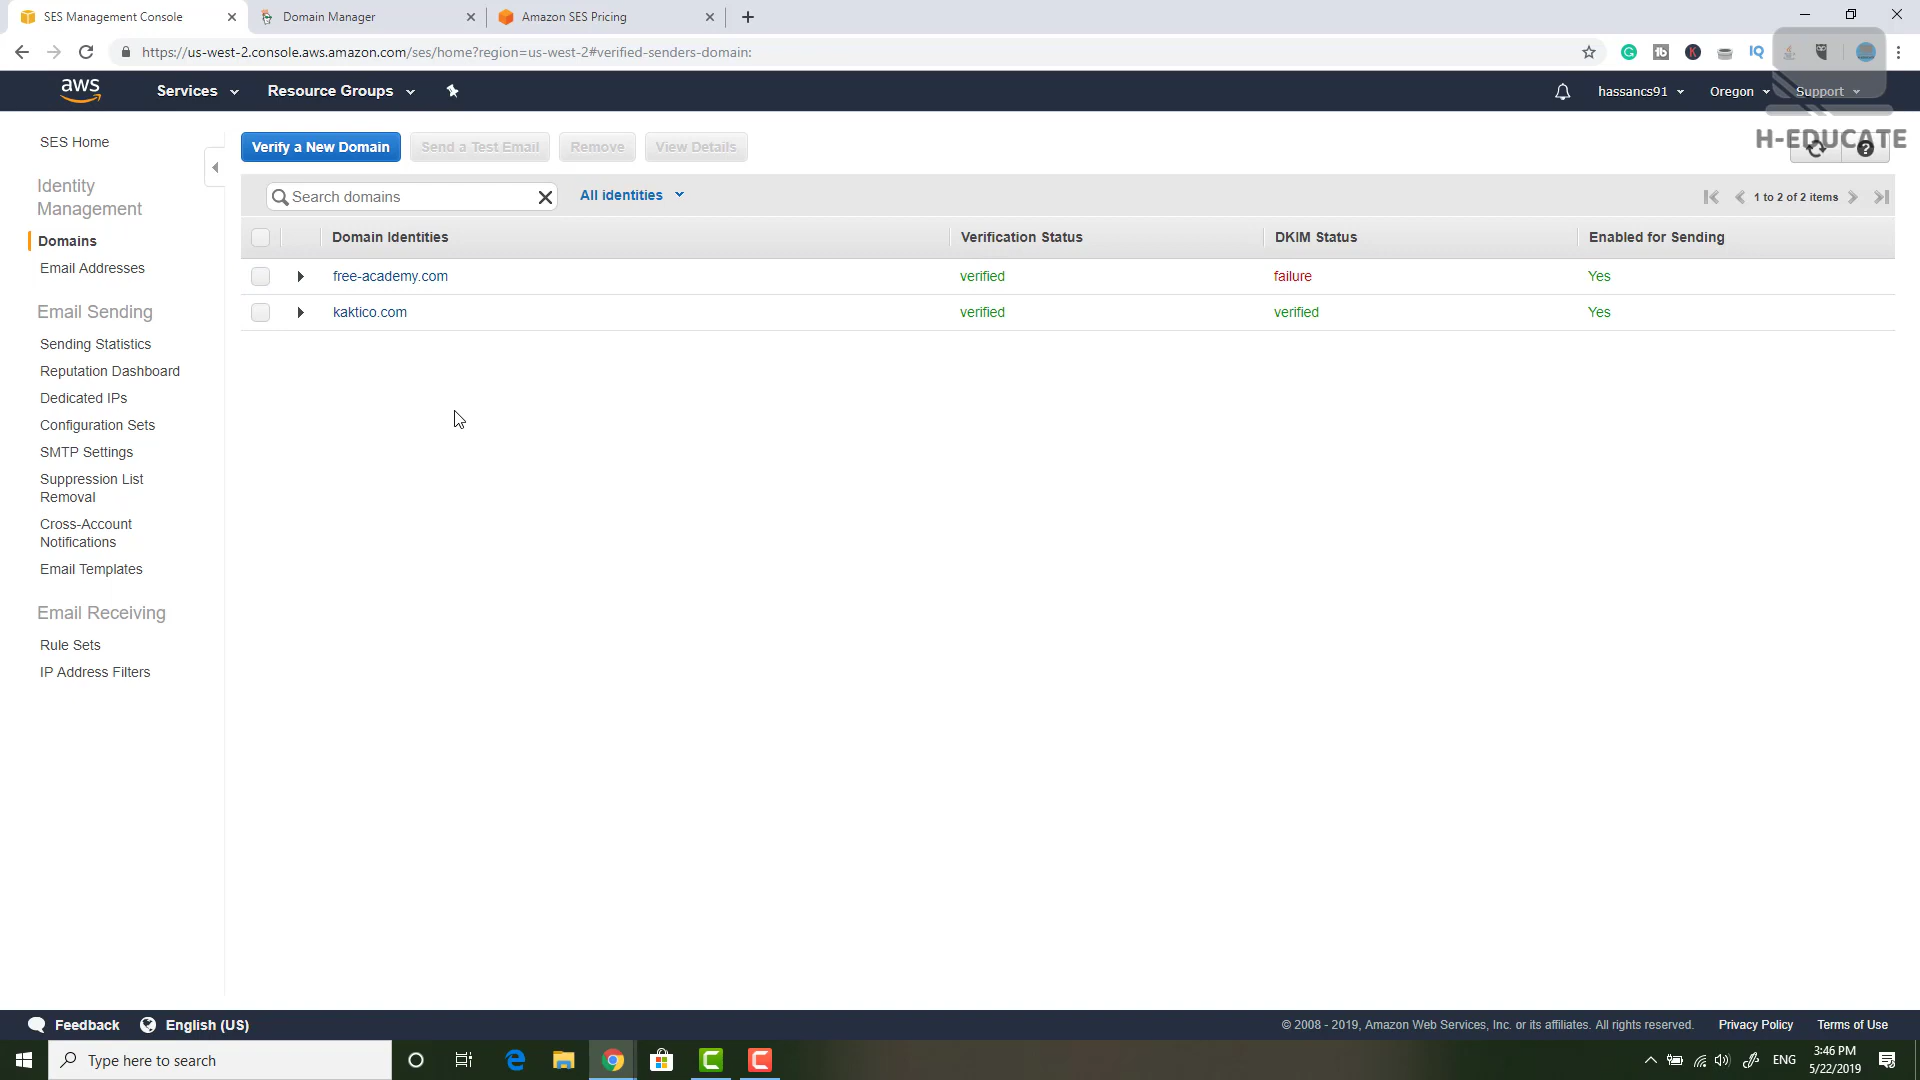 SES Management Console
Domain Manager
Amazon SES Pricing
https://us-west-2.console.aws.amazon.com/ses/home?region=us-west-2#verified-senders-domain:
aws
Services
Resource Groups
hassancs91
Oregon
Support
H-EDUCATE
SES Home
Identity
Management
Domains
Email Addresses
Email Sending
Sending Statistics
Reputation Dashboard
Dedicated IPs
Configuration Sets
SMTP Settings
Suppression List
Removal
Cross-Account
Notifications
Email Templates
Email Receiving
Rule Sets
IP Address Filters
Verify a New Domain
Send a Test Email
Remove
View Details
Search domains
All identities
1 to 2 of 2 items
Domain Identities
Verification Status
DKIM Status
Enabled for Sending
free-academy.com
verified
failure
Yes
kaktico.com
verified
verified
Yes
Feedback
English (US)
© 2008 - 2019, Amazon Web Services, Inc. or its affiliates. All rights reserved.
Privacy Policy
Terms of Use
Type here to search
ENG
3:46 PM
5/22/2019